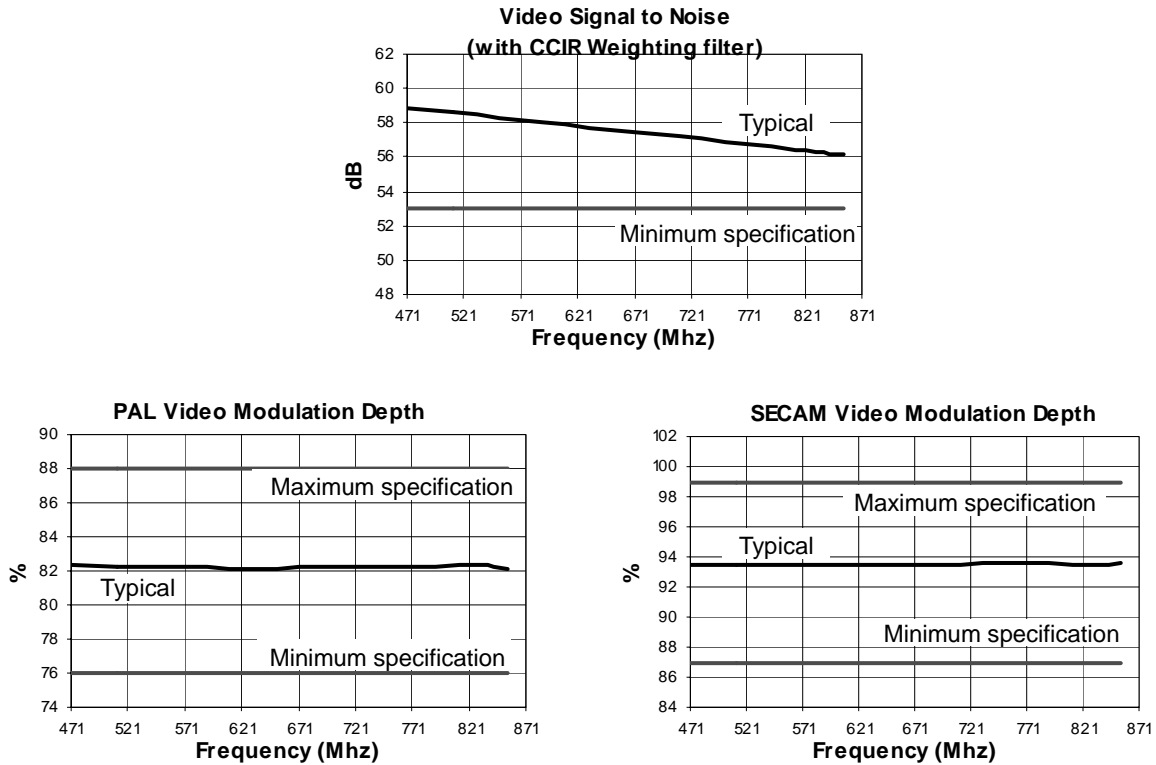 Video Signal to Noise
(with CCIR Weighting filter)
62
60
58
56
54
52
50
48
dB
Typical
Minimum specification
471 521 571 621 671 721 771 821 871
Frequency (Mhz)
PAL Video Modulation Depth
90
88
86
84
82
80
78
76
74
%
Maximum specification
Typical
Minimum specification
471 521 571 621 671 721 771 821 871
Frequency (Mhz)
SECAM Video Modulation Depth
102
100
98
96
94
92
90
88
86
84
%
Maximum specification
Typical
Minimum specification
471 521 571 621 671 721 771 821 871
Frequency (Mhz)